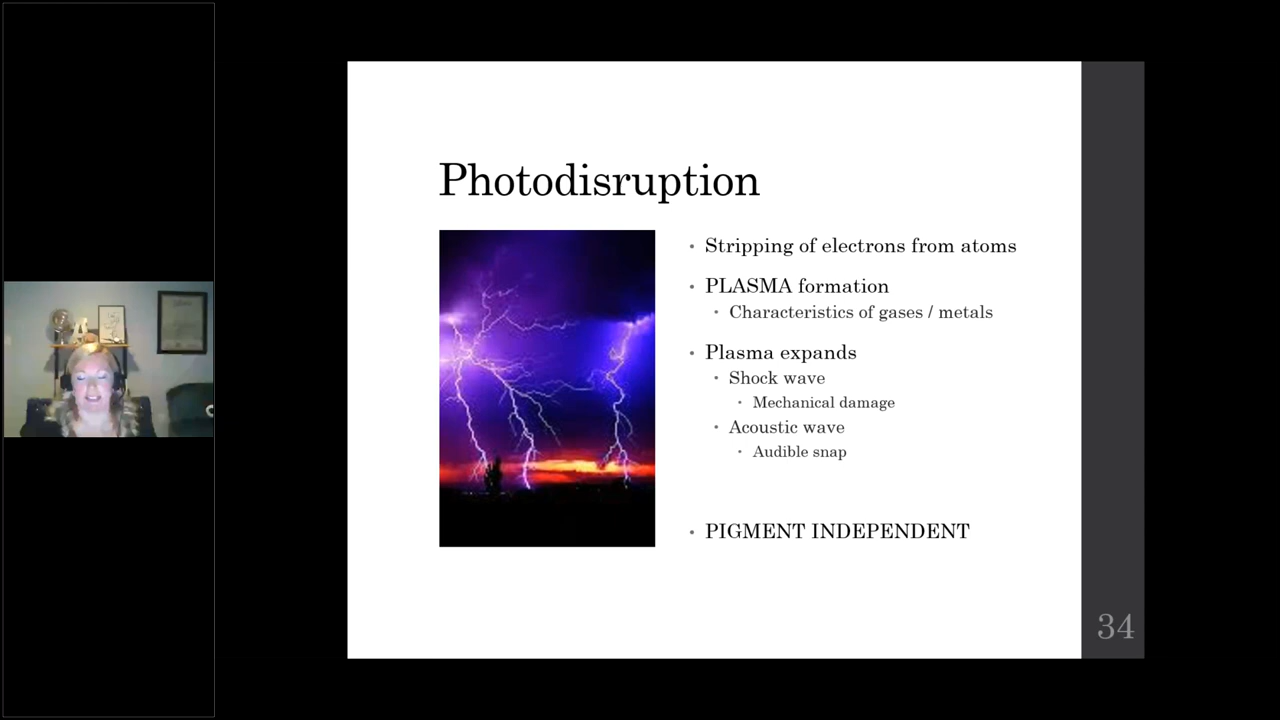 Photodisruption
Stripping of electrons from atoms
PLASMA formation
Characteristics of gases / metals
Plasma expands
Shock wave
Mechanical damage
Acoustic wave
Audible snap
PIGMENT INDEPENDENT
34